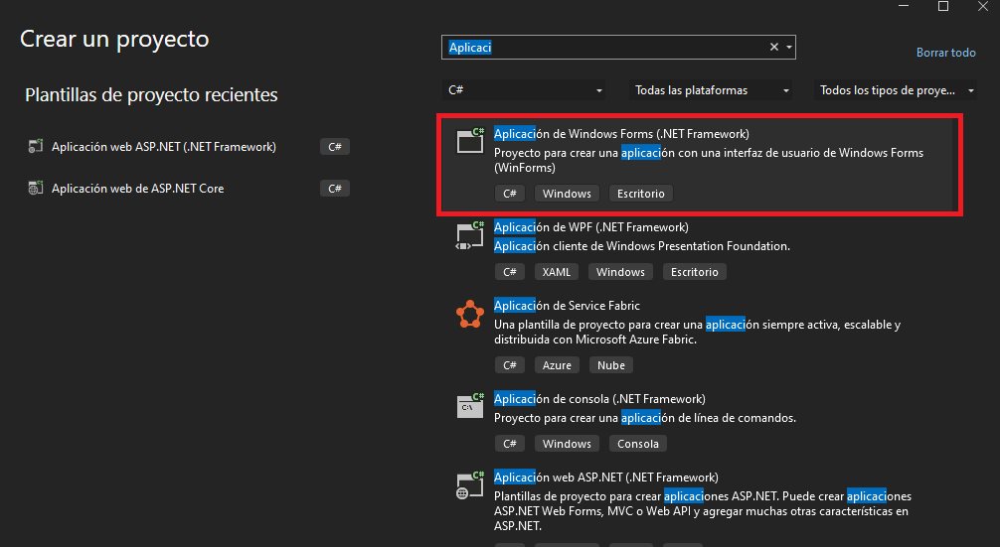 Crear un proyecto
Plantillas de proyecto recientes
Aplicación web ASP.NET (.NET Framework) C#
Aplicación web de ASP.NET Core C#
Aplicaci
Borrar todo
C# Todas las plataformas Todos los tipos de proye...
C#
Aplicación de Windows Forms (.NET Framework)
Proyecto para crear una aplicación con una interfaz de usuario de Windows Forms
(WinForms)
C# Windows Escritorio
C#
Aplicación de WPF (.NET Framework)
Aplicación cliente de Windows Presentation Foundation.
C# XAML Windows Escritorio
Aplicación de Service Fabric
Una plantilla de proyecto para crear una aplicación siempre activa, escalable y
distribuida con Microsoft Azure Fabric.
C# Azure Nube
C#
C:\
Aplicación de consola (.NET Framework)
Proyecto para crear una aplicación de línea de comandos.
C# Windows Consola
C#
Aplicación web ASP.NET (.NET Framework)
Plantillas de proyecto para crear aplicaciones ASP.NET. Puede crear aplicaciones
ASP.NET Web Forms, MVC o Web API y agregar muchas otras características en
ASP.NET.